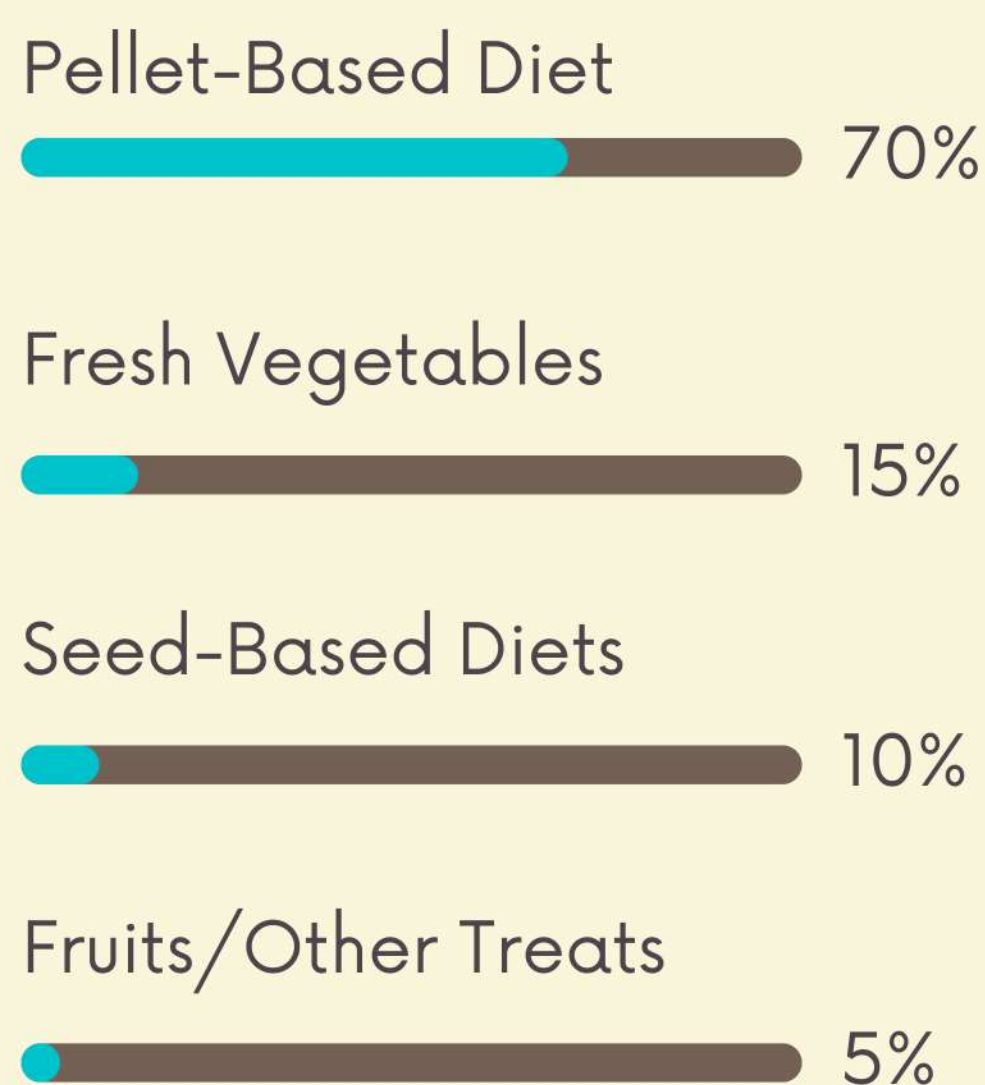 Pellet-Based Diet
70%
Fresh Vegetables
15%
Seed-Based Diets
10%
Fruits/Other Treats
5%